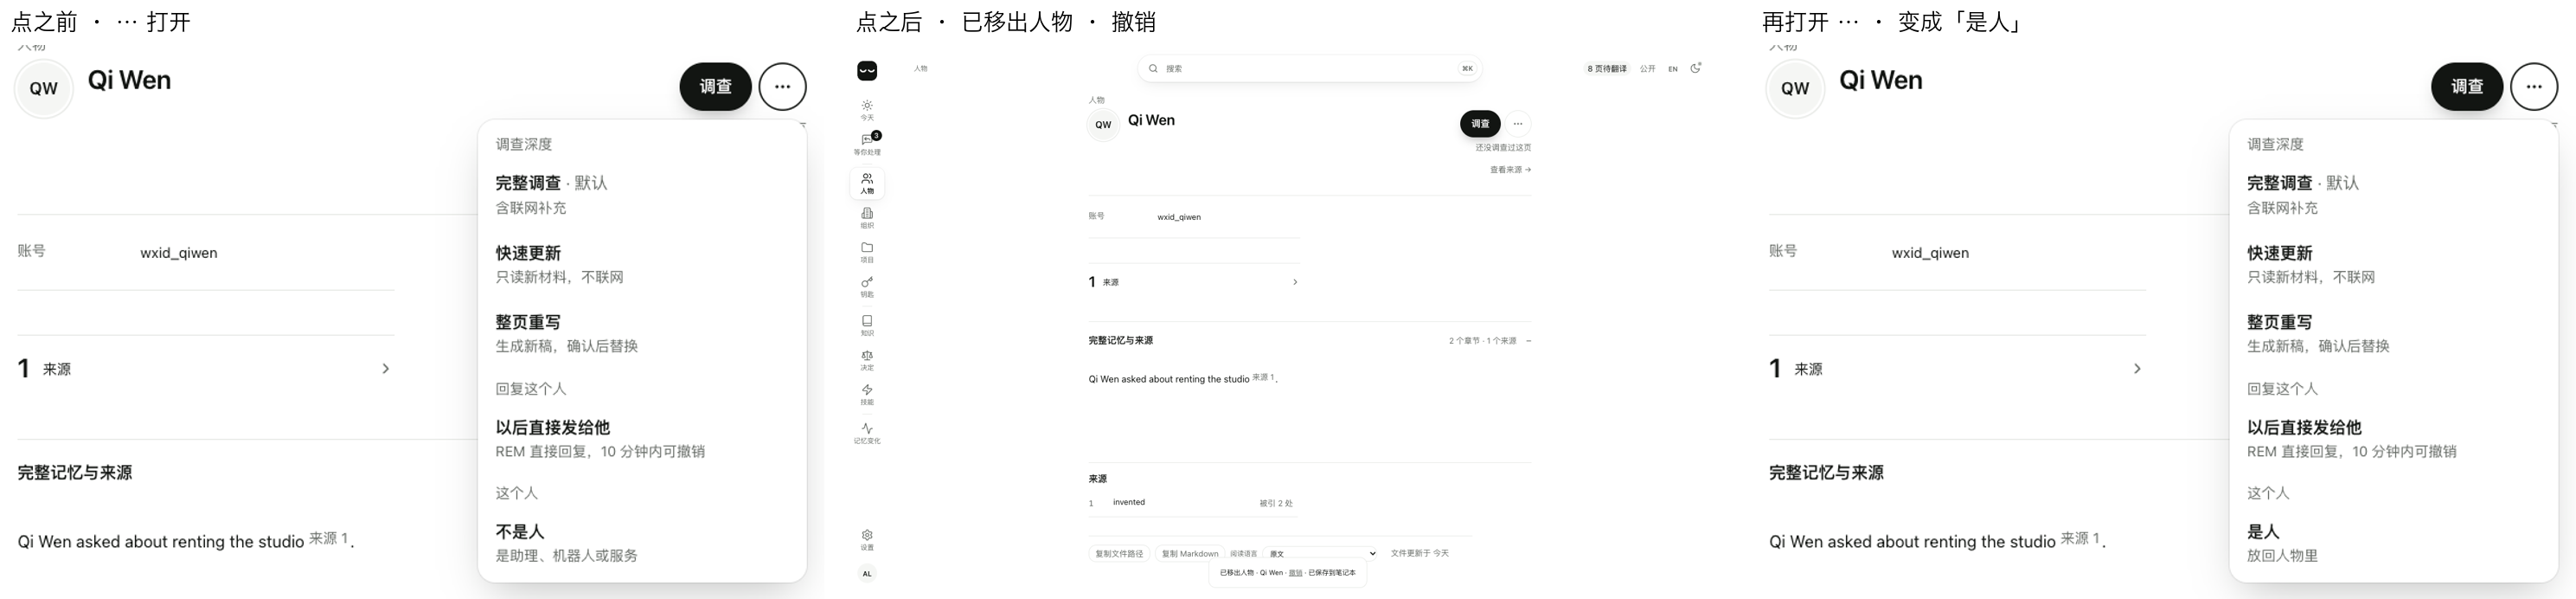 点之前 · ··· 打开
人物
QW
Qi Wen
调查
···
调查深度
完整调查 · 默认
含联网补充
快速更新
只读新材料，不联网
整页重写
生成新稿，确认后替换
回复这个人
以后直接发给他
REM 直接回复，10 分钟内可撤销
这个人
不是人
是助理、机器人或服务
账号 wxid_qiwen
1 来源
完整记忆与来源
Qi Wen asked about renting the studio 来源 1.
点之后 · 已移出人物 · 撤销
人物
搜索
⌘K
8 页待翻译 公开 EN
今天
3
等你处理
人物
组织
项目
钥匙
知识
决定
技能
记忆变化
设置
AL
人物
QW
Qi Wen
调查
···
还没调查过这页
查看来源 →
账号 wxid_qiwen
1 来源
完整记忆与来源
2 个章节 · 1 个来源 −
Qi Wen asked about renting the studio 来源 1.
来源
1 invented 被引 2 处
复制文件路径 复制 Markdown 阅读语言 原文 文件更新于 今天
已移出人物 · Qi Wen · 撤销 · 已保存到笔记本
再打开 ··· · 变成「是人」
人物
QW
Qi Wen
调查
···
调查深度
完整调查 · 默认
含联网补充
快速更新
只读新材料，不联网
整页重写
生成新稿，确认后替换
回复这个人
以后直接发给他
REM 直接回复，10 分钟内可撤销
这个人
是人
放回人物里
账号 wxid_qiwen
1 来源
完整记忆与来源
Qi Wen asked about renting the studio 来源 1.